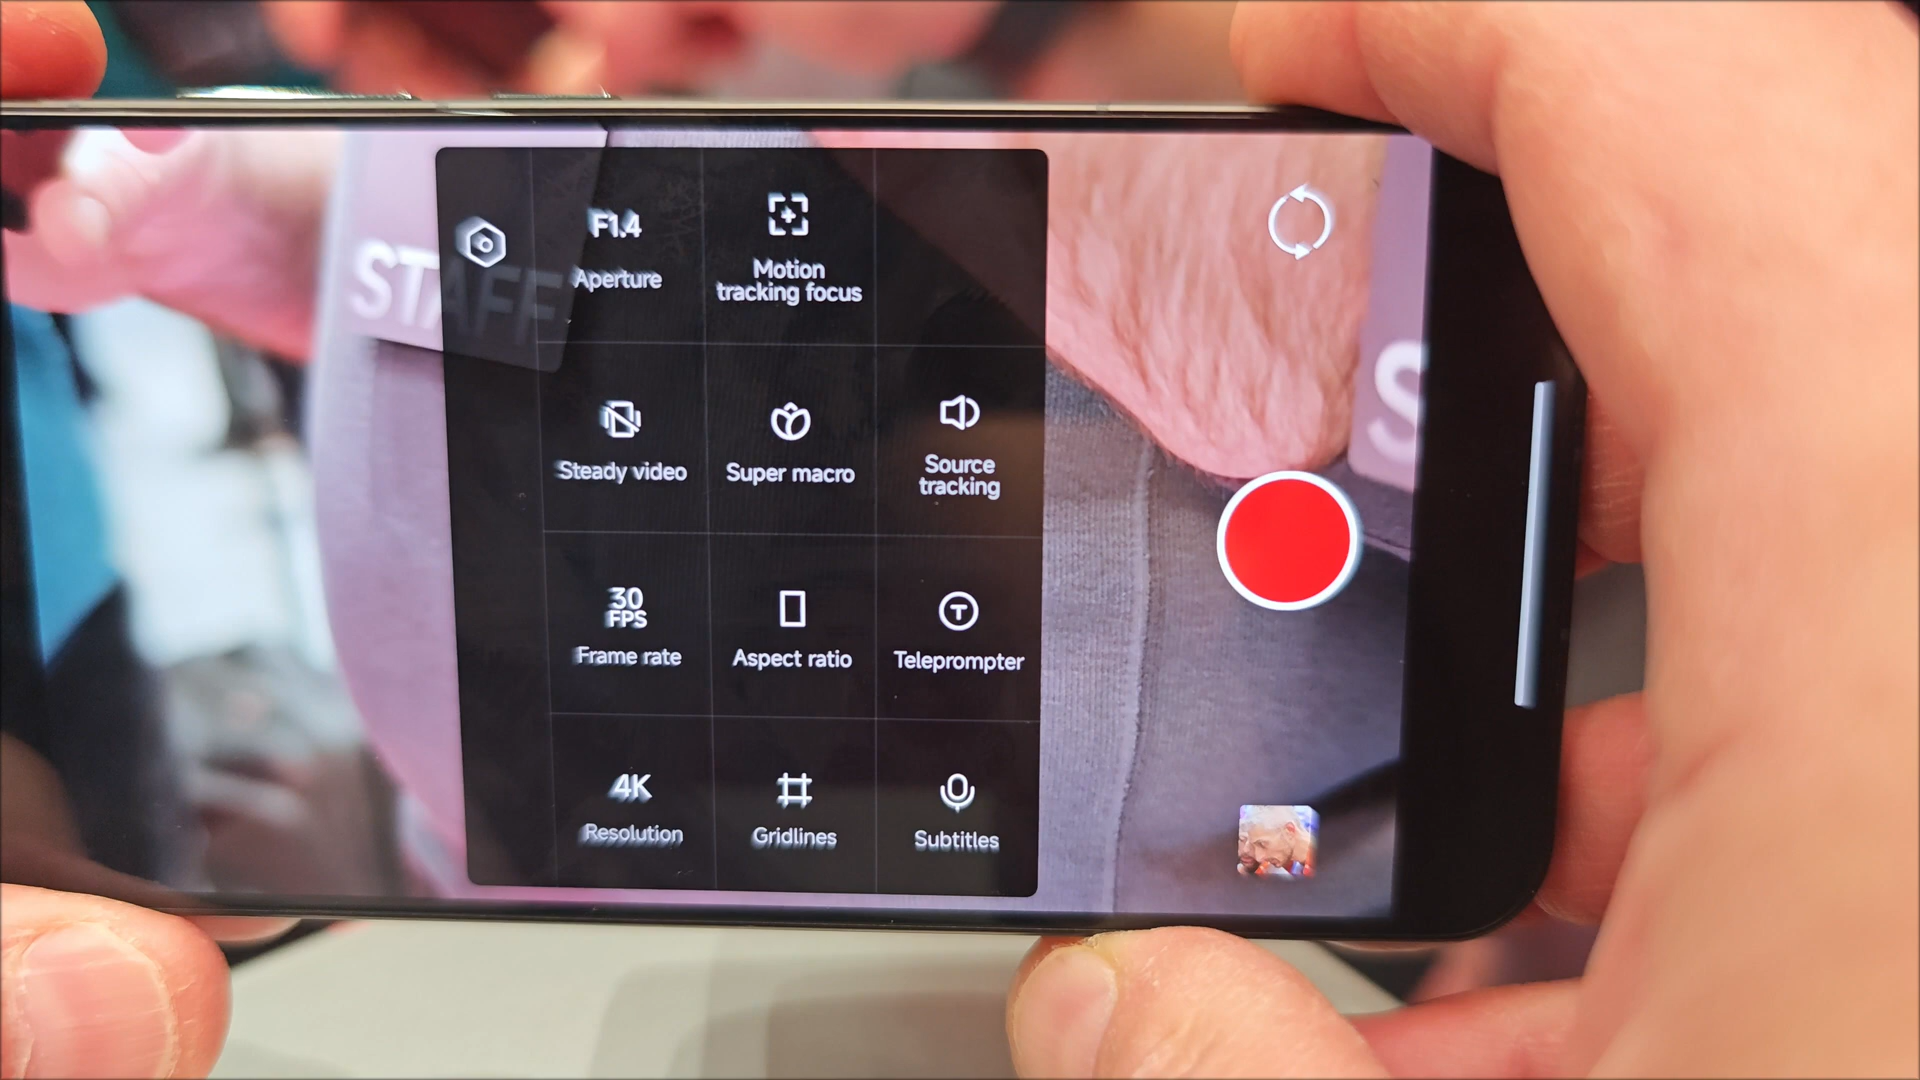 STAFF
F1.4
Aperture
Motion
tracking focus
Steady video
Super macro
Source
tracking
30
FPS
Frame rate
Aspect ratio
T
Teleprompter
4K
Resolution
Gridlines
Subtitles
S